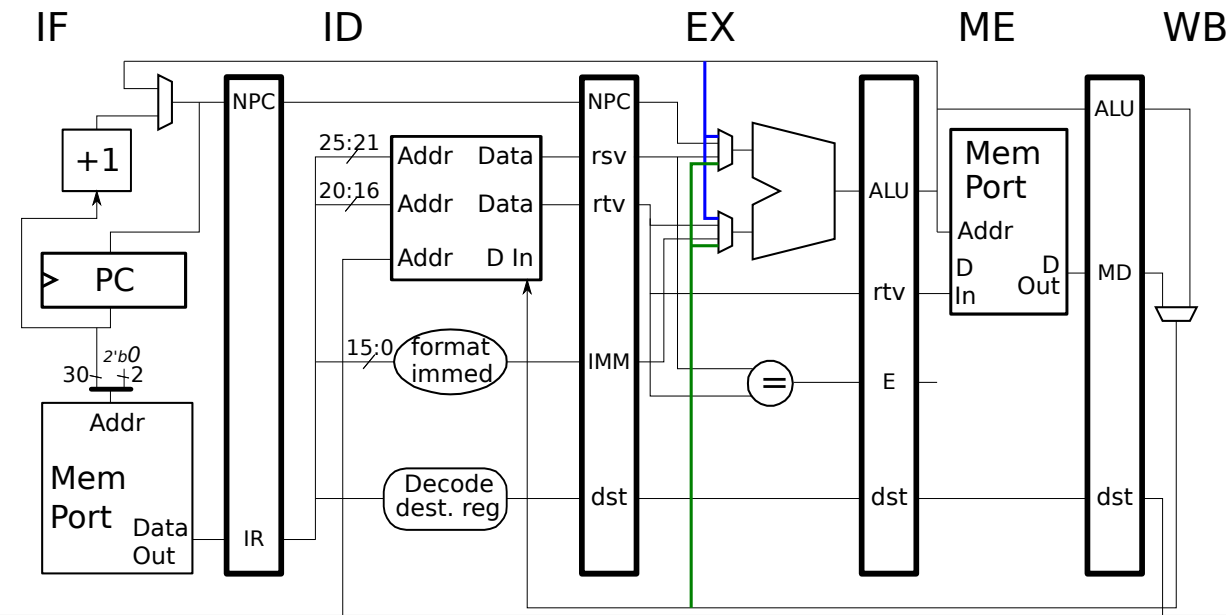 IF ID EX ME WB
NPC NPC ALU
+1
25:21 Addr Data rsv
Mem
Port
20:16 Addr Data rtv ALU
Addr
Addr D In
PC
D
In
D
Out
MD
rtv
2'b0
30 2
15:0 format
immed
IMM
=
E
Addr
Mem
Port
Data
Out
IR
Decode
dest. reg
dst dst dst